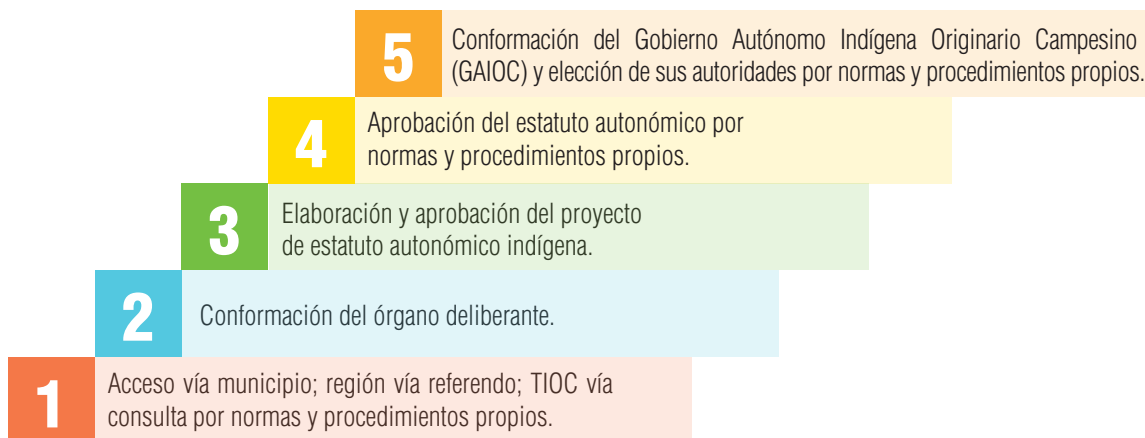 5
Conformación del Gobierno Autónomo Indígena Originario Campesino
(GAIOC) y elección de sus autoridades por normas y procedimientos propios.
4
Aprobación del estatuto autonómico por
normas y procedimientos propios.
3
Elaboración y aprobación del proyecto
de estatuto autonómico indígena.
2
Conformación del órgano deliberante.
1
Acceso vía municipio; región vía referendo; TIOC vía
consulta por normas y procedimientos propios.